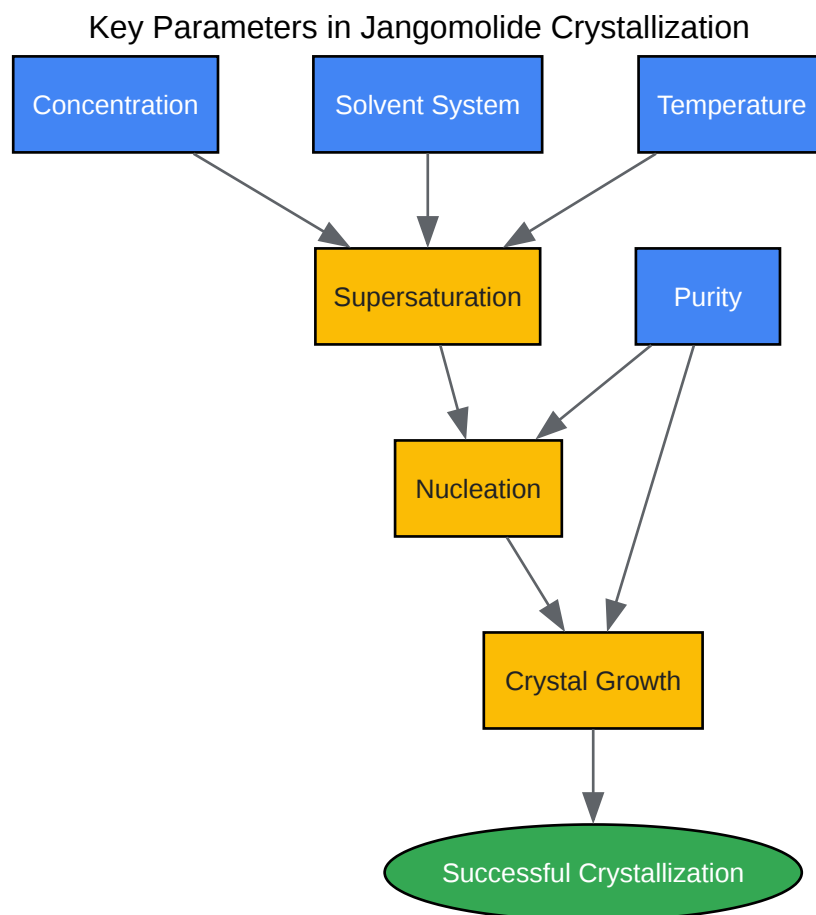 Key Parameters in Jangomolide Crystallization
Concentration
Solvent System
Temperature
Supersaturation
Purity
Nucleation
Crystal Growth
Successful Crystallization